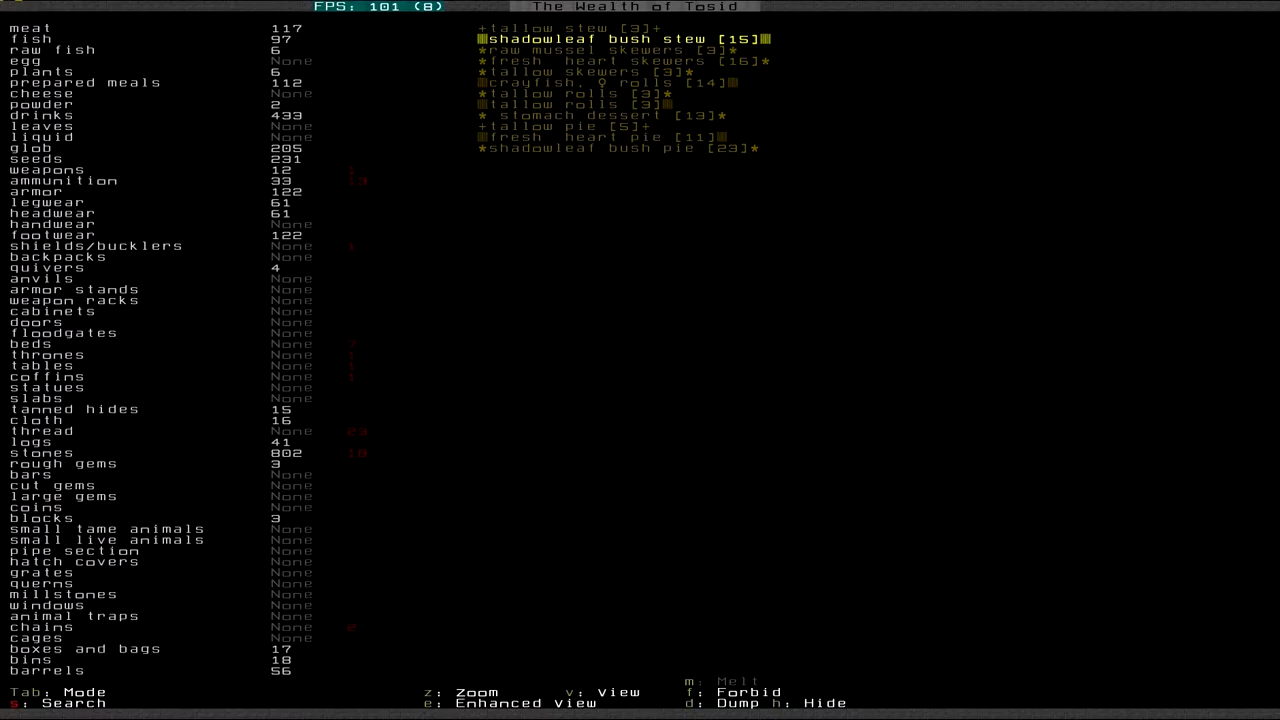 FPS: 101 (8) The Wealth of Tosid
meat 117 +tallow stew [3]+
fish 97 ▓shadowleaf bush stew [15]▓
raw fish 6 *raw mussel skewers [3]*
egg None *fresh heart skewers [16]*
plants 6 *tallow skewers [3]*
prepared meals 112 ▓crayfish, ♀ rolls [14]▓
cheese None *tallow rolls [3]*
powder 2 ▓tallow rolls [3]▓
drinks 433 * stomach dessert [13]*
leaves None +tallow pie [5]+
liquid None ▓fresh heart pie [11]▓
glob 205 *shadowleaf bush pie [23]*
seeds 231
weapons 12 1
ammunition 33 13
armor 122
legwear 61
headwear 61
handwear None
footwear 122
shields/bucklers None 1
backpacks None
quivers 4
anvils None
armor stands None
weapon racks None
cabinets None
doors None
floodgates None
beds None 7
thrones None 1
tables None 1
coffins None 1
statues None
slabs None
tanned hides 15
cloth 16
thread None 23
logs 41
stones 802 10
rough gems 3
bars None
cut gems None
large gems None
coins None
blocks 3
small tame animals None
small live animals None
pipe section None
hatch covers None
grates None
querns None
millstones None
windows None
animal traps None
chains None 2
cages None
boxes and bags 17
bins 18
barrels 56
m: Melt
Tab: Mode z: Zoom v: View f: Forbid
s: Search e: Enhanced View d: Dump h: Hide